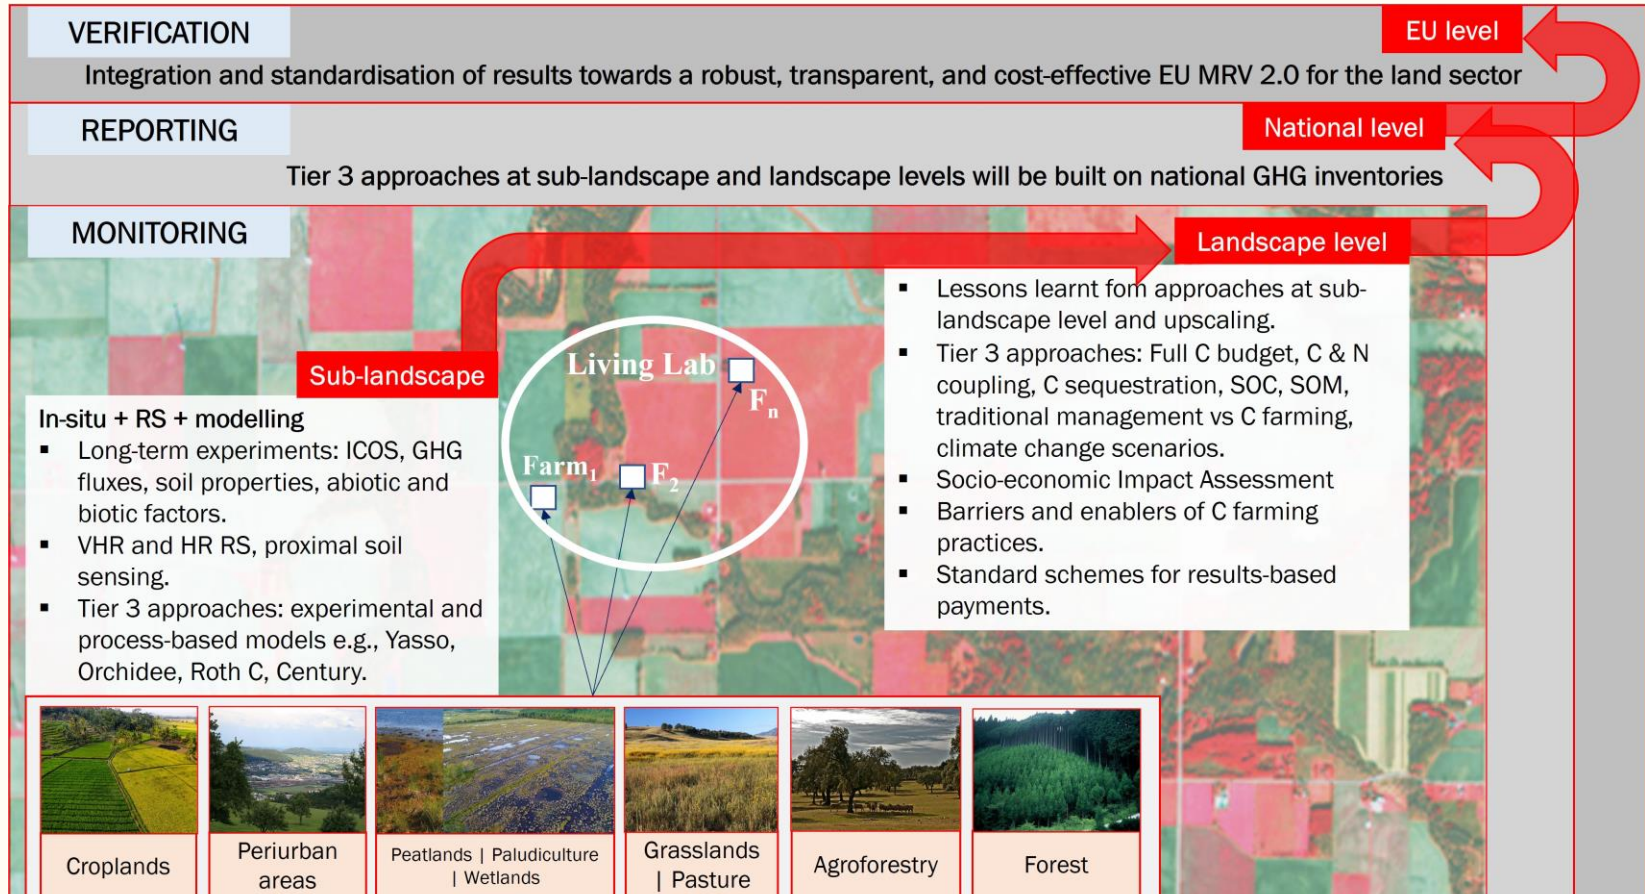 VERIFICATION
EU level
Integration and standardisation of results towards a robust, transparent, and cost-effective EU MRV 2.0 for the land sector
REPORTING
National level
Tier 3 approaches at sub-landscape and landscape levels will be built on national GHG inventories
MONITORING
Landscape level
Sub-landscape
In-situ + RS + modelling
▪ Long-term experiments: ICOS, GHG
fluxes, soil properties, abiotic and
biotic factors.
▪ VHR and HR RS, proximal soil
sensing.
▪ Tier 3 approaches: experimental and
process-based models e.g., Yasso,
Orchidee, Roth C, Century.
Living Lab
Fn
Farm1
F2
▪ Lessons learnt fom approaches at sub-
landscape level and upscaling.
▪ Tier 3 approaches: Full C budget, C & N
coupling, C sequestration, SOC, SOM,
traditional management vs C farming,
climate change scenarios.
▪ Socio-economic Impact Assessment
▪ Barriers and enablers of C farming
practices.
▪ Standard schemes for results-based
payments.
Croplands
Periurban
areas
Peatlands | Paludiculture
| Wetlands
Grasslands
| Pasture
Agroforestry
Forest